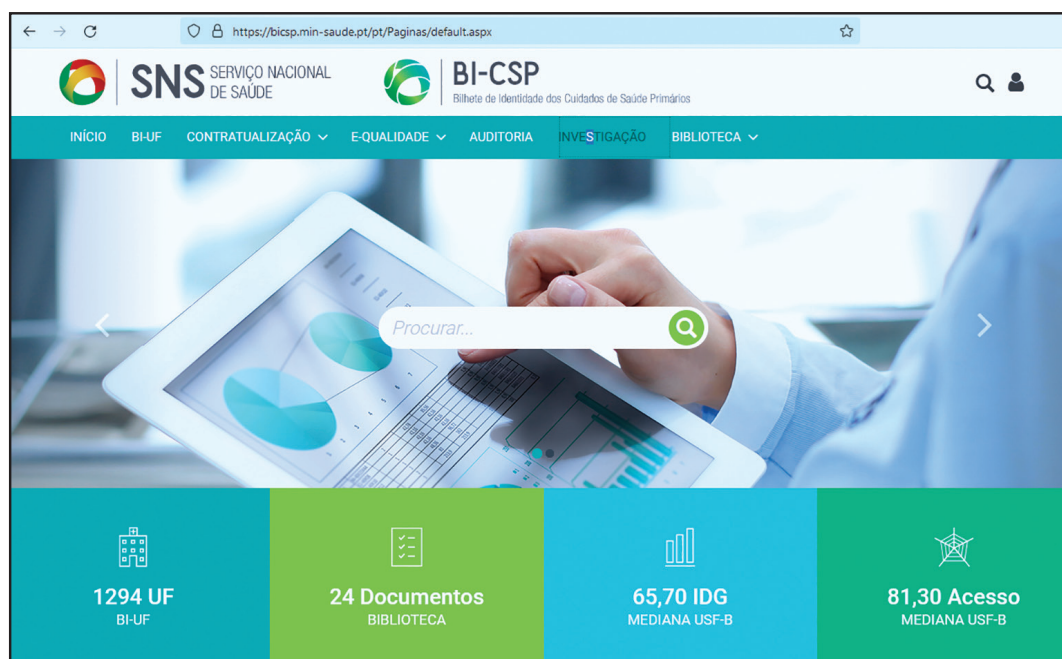 https://bicsp.min-saude.pt/pt/Paginas/default.aspx
SNS SERVIÇO NACIONAL
DE SAÚDE
BI-CSP
Bilhete de Identidade dos Cuidados de Saúde Primários
INÍCIO BI-UF CONTRATUALIZAÇÃO E-QUALIDADE AUDITORIA INVESTIGAÇÃO BIBLIOTECA
Procurar...
1294 UF
BI-UF
24 Documentos
BIBLIOTECA
65,70 IDG
MEDIANA USF-B
81,30 Acesso
MEDIANA USF-B